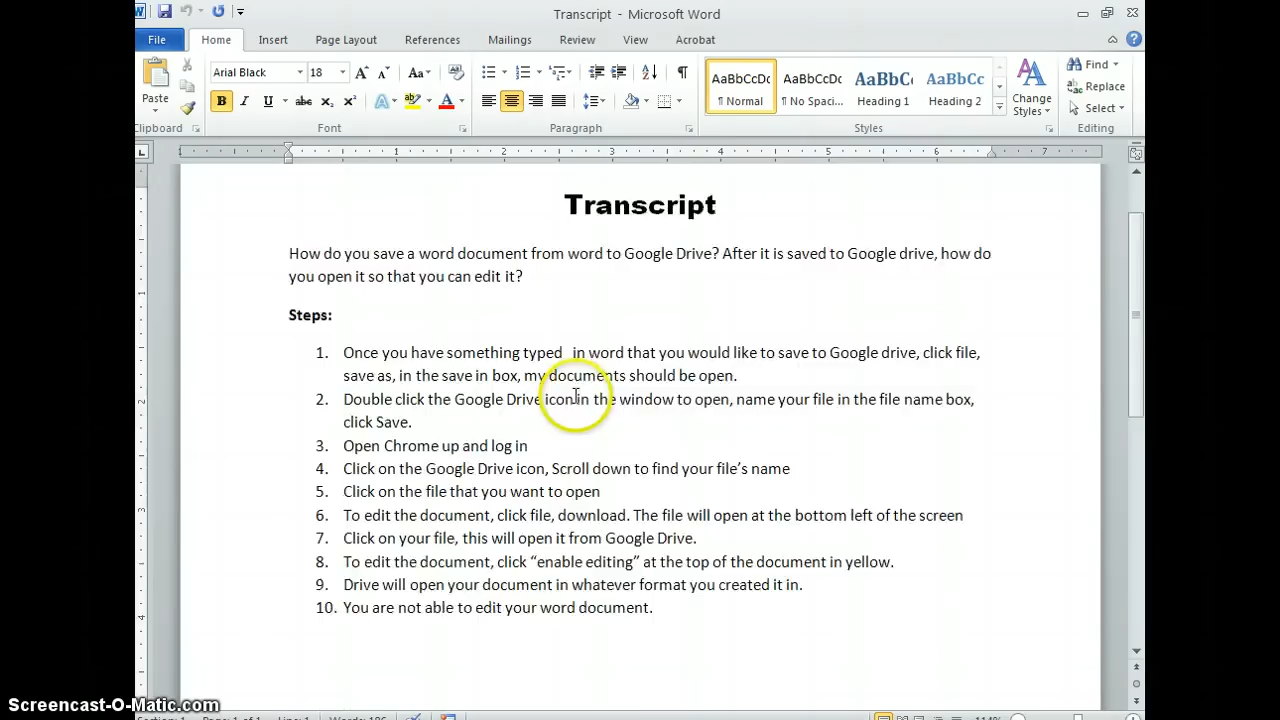 Transcript - Microsoft Word
File Home Insert Page Layout References Mailings Review View Acrobat
Paste
Arial Black 18
AaBbCcDc AaBbCcDc AaBbCc AaBbCc
¶ Normal ¶ No Spaci... Heading 1 Heading 2
Change Styles
Find
Replace
Select
Clipboard Font Paragraph Styles Editing
1 1 2 3 4 5 6 7
Transcript
How do you save a word document from word to Google Drive? After it is saved to Google drive, how do
you open it so that you can edit it?
Steps:
1. Once you have something typed in word that you would like to save to Google drive, click file,
save as, in the save in box, my documents should be open.
2. Double click the Google Drive icon in the window to open, name your file in the file name box,
click Save.
3. Open Chrome up and log in
4. Click on the Google Drive icon, Scroll down to find your file's name
5. Click on the file that you want to open
6. To edit the document, click file, download. The file will open at the bottom left of the screen
7. Click on your file, this will open it from Google Drive.
8. To edit the document, click “enable editing” at the top of the document in yellow.
9. Drive will open your document in whatever format you created it in.
10. You are not able to edit your word document.
Screencast-O-Matic.com